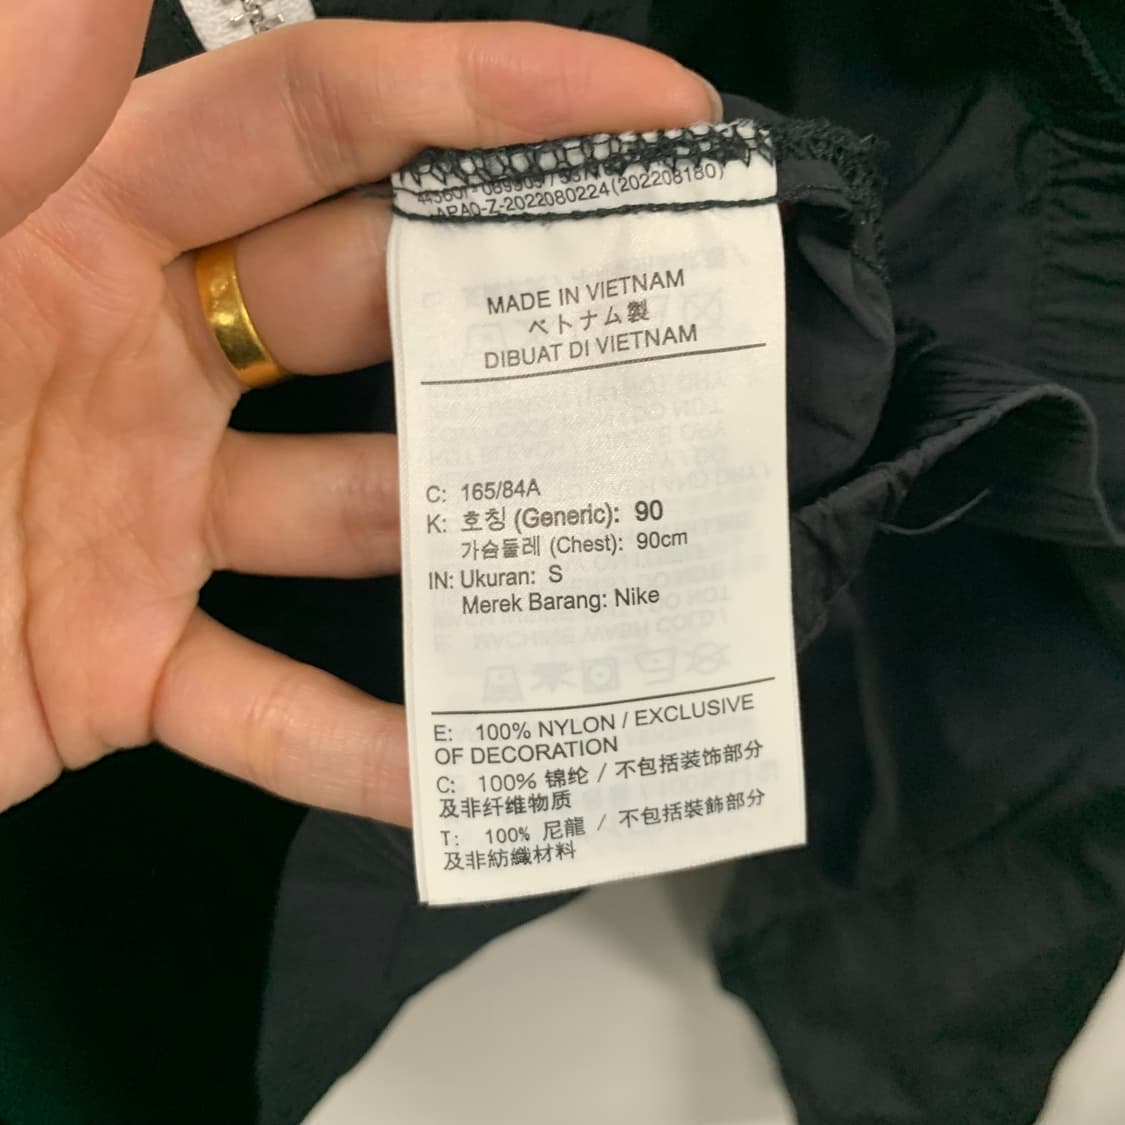 -Z-2022080224(202208180)
MADE IN VIETNAM
ベトナム製
DIBUAT DI VIETNAM
C: 165/84A
K: 호칭 (Generic): 90
가슴둘레 (Chest): 90cm
IN: Ukuran: S
Merek Barang: Nike
E: 100% NYLON / EXCLUSIVE
OF DECORATION
C: 100% 锦纶 / 不包括装饰部分
及非纤维物质
T: 100% 尼龍 / 不包括裝飾部分
及非紡織材料